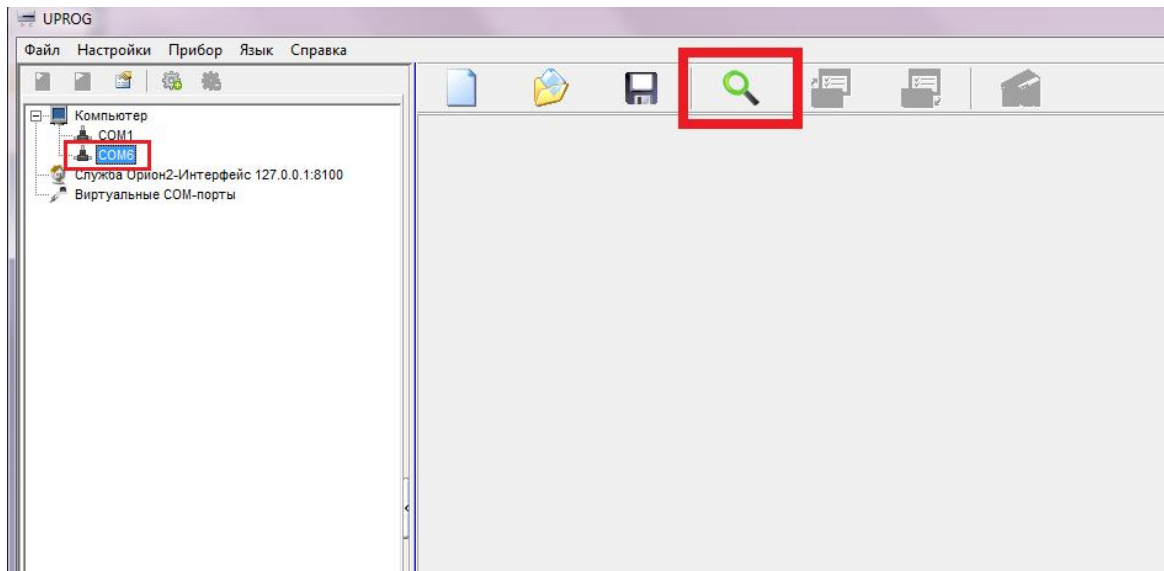 UPROG
Файл Настройки Прибор Язык Справка
Компьютер
COM1
COM6
Служба Орион2-Интерфейс 127.0.0.1:8100
Виртуальные COM-порты